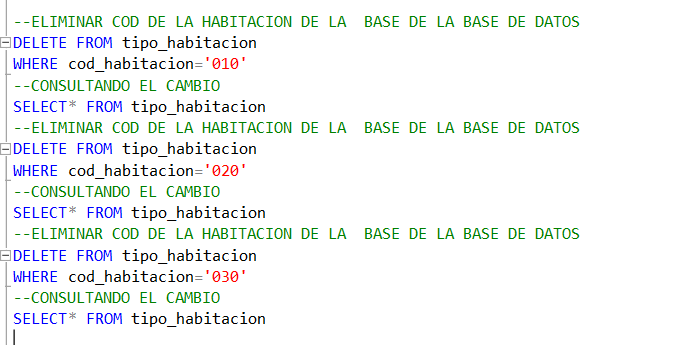 --ELIMINAR COD DE LA HABITACION DE LA  BASE DE LA BASE DE DATOS
DELETE FROM tipo_habitacion
WHERE cod_habitacion='010'
--CONSULTANDO EL CAMBIO
SELECT* FROM tipo_habitacion
--ELIMINAR COD DE LA HABITACION DE LA  BASE DE LA BASE DE DATOS
DELETE FROM tipo_habitacion
WHERE cod_habitacion='020'
--CONSULTANDO EL CAMBIO
SELECT* FROM tipo_habitacion
--ELIMINAR COD DE LA HABITACION DE LA  BASE DE LA BASE DE DATOS
DELETE FROM tipo_habitacion
WHERE cod_habitacion='030'
--CONSULTANDO EL CAMBIO
SELECT* FROM tipo_habitacion